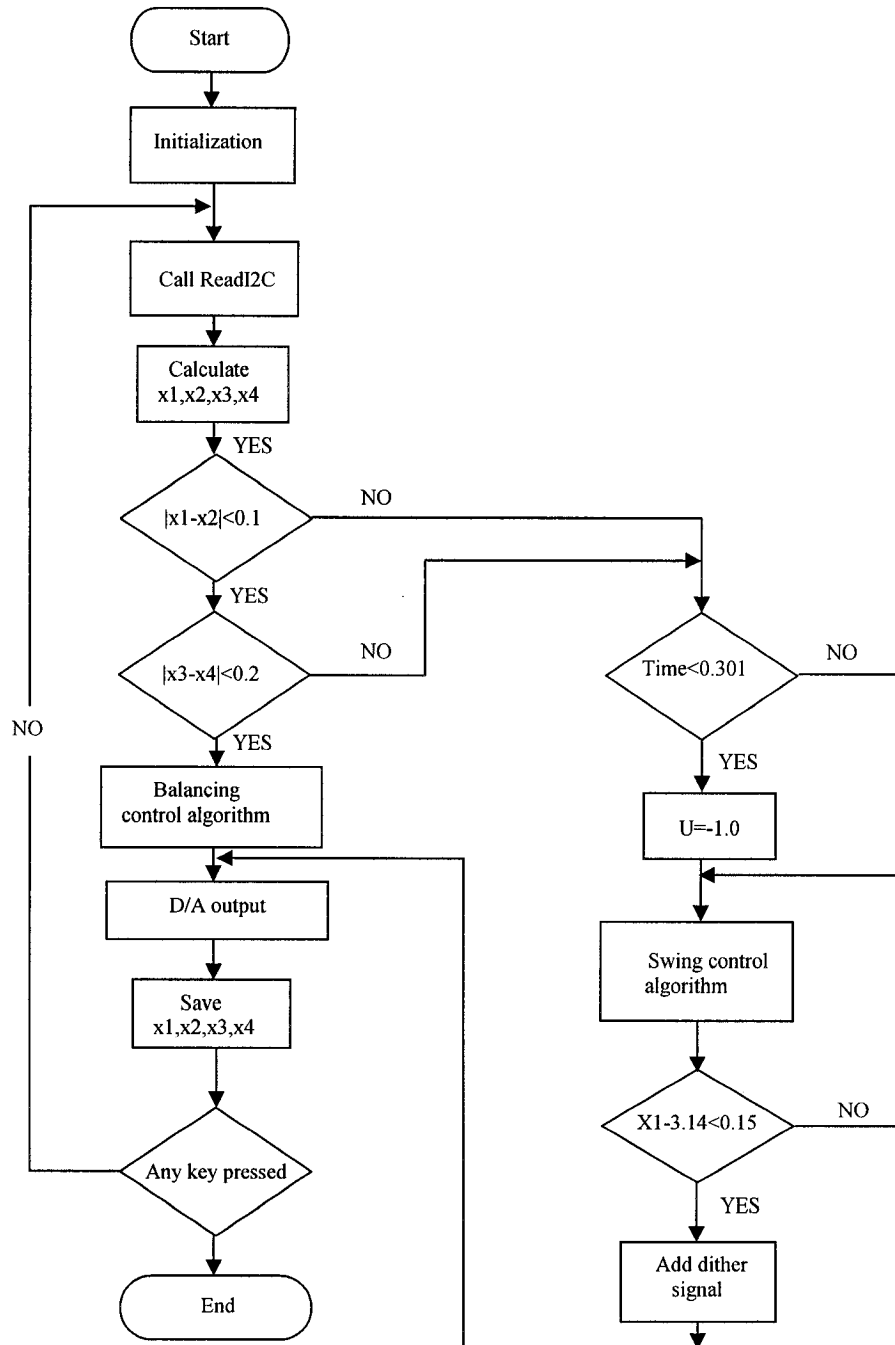 Start
Initialization
Call ReadI2C
Calculate
x1,x2,x3,x4
YES
|x1-x2|<0.1
NO
YES
|x3-x4|<0.2
NO
Time<0.301
NO
NO
YES
YES
Balancing
control algorithm
U=-1.0
D/A output
Swing control
algorithm
Save
x1,x2,x3,x4
X1-3.14<0.15
NO
Any key pressed
YES
Add dither
signal
End